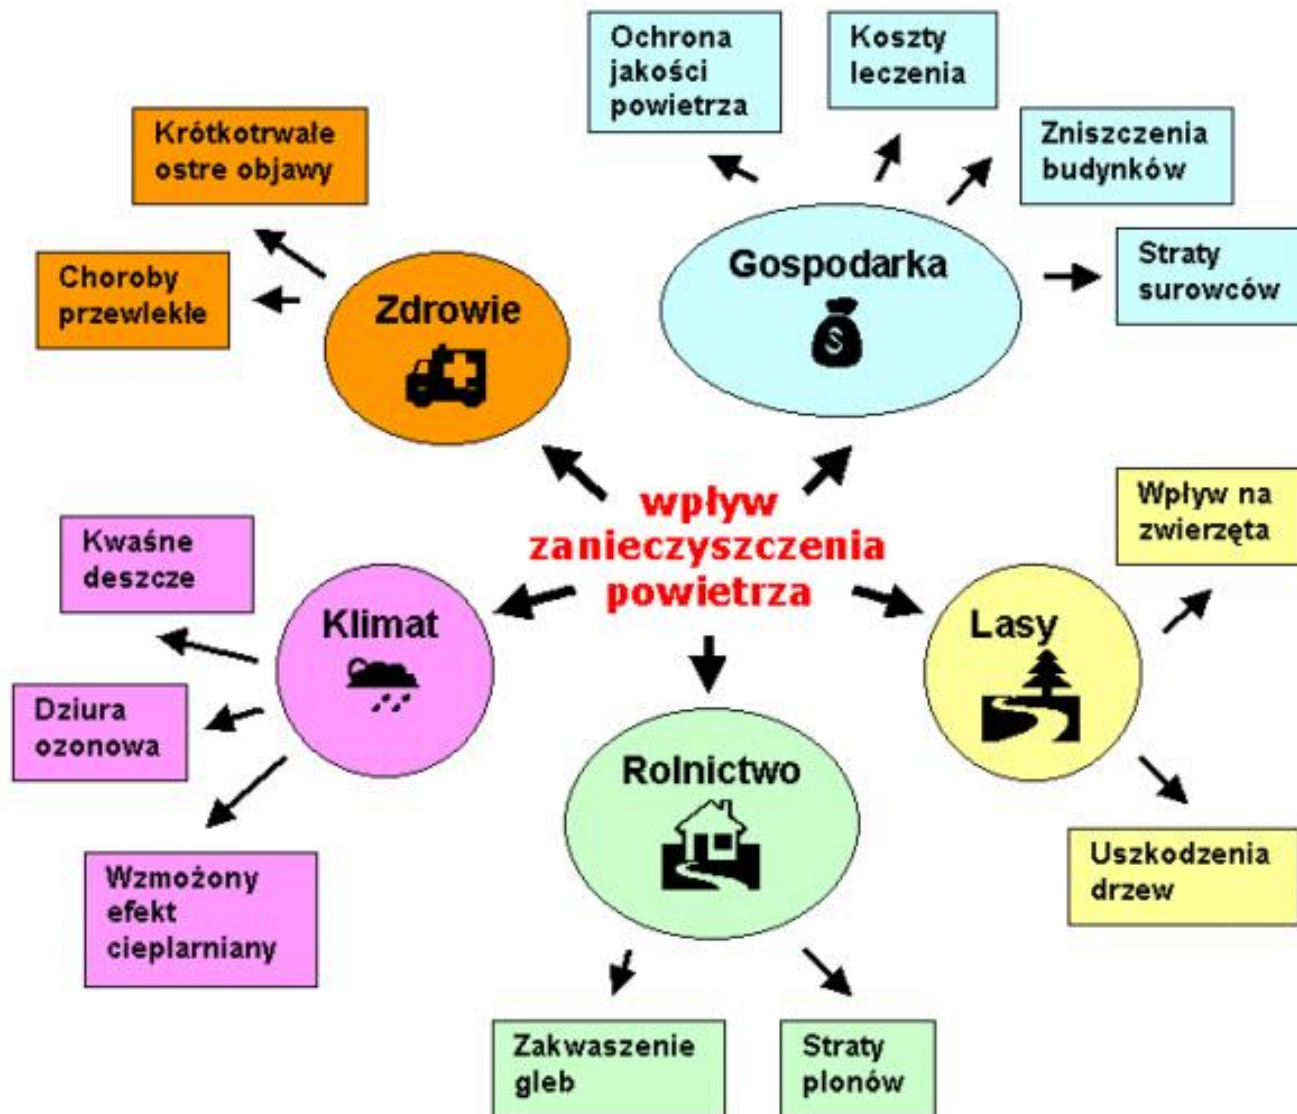 Ochrona
jakości
powietrza
Koszty
leczenia
Zniszczenia
budynków
Straty
surowców
Gospodarka
Krótkotrwałe
ostre objawy
Choroby
przewlekłe
Zdrowie
wpływ
zanieczyszczenia
powietrza
Kwaśne
deszcze
Dziura
ozonowa
Wzmożony
efekt
cieplarniany
Klimat
Wpływ na
zwierzęta
Lasy
Uszkodzenia
drzew
Rolnictwo
Zakwaszenie
gleb
Straty
plonów